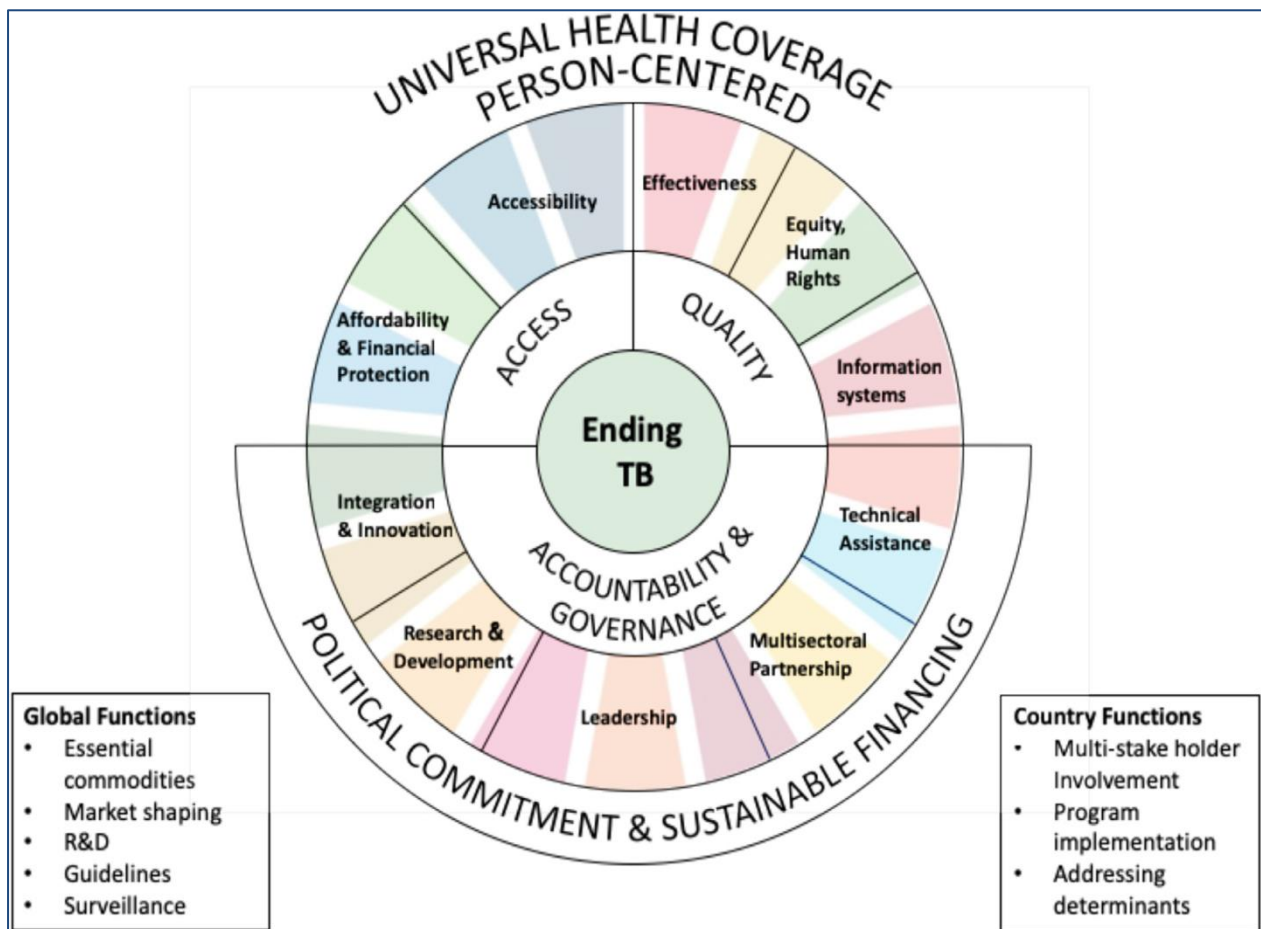 UNIVERSAL HEALTH COVERAGE
PERSON-CENTERED
Accessibility
Effectiveness
Equity,
Human
Rights
Affordability
& Financial
Protection
ACCESS
QUALITY
Information
systems
Ending
TB
Integration
& Innovation
ACCOUNTABILITY &
GOVERNANCE
Technical
Assistance
Research &
Development
Leadership
Multisectoral
Partnership
POLITICAL COMMITMENT & SUSTAINABLE FINANCING
Global Functions
• Essential
commodities
• Market shaping
• R&D
• Guidelines
• Surveillance
Country Functions
• Multi-stake holder
Involvement
• Program
implementation
• Addressing
determinants